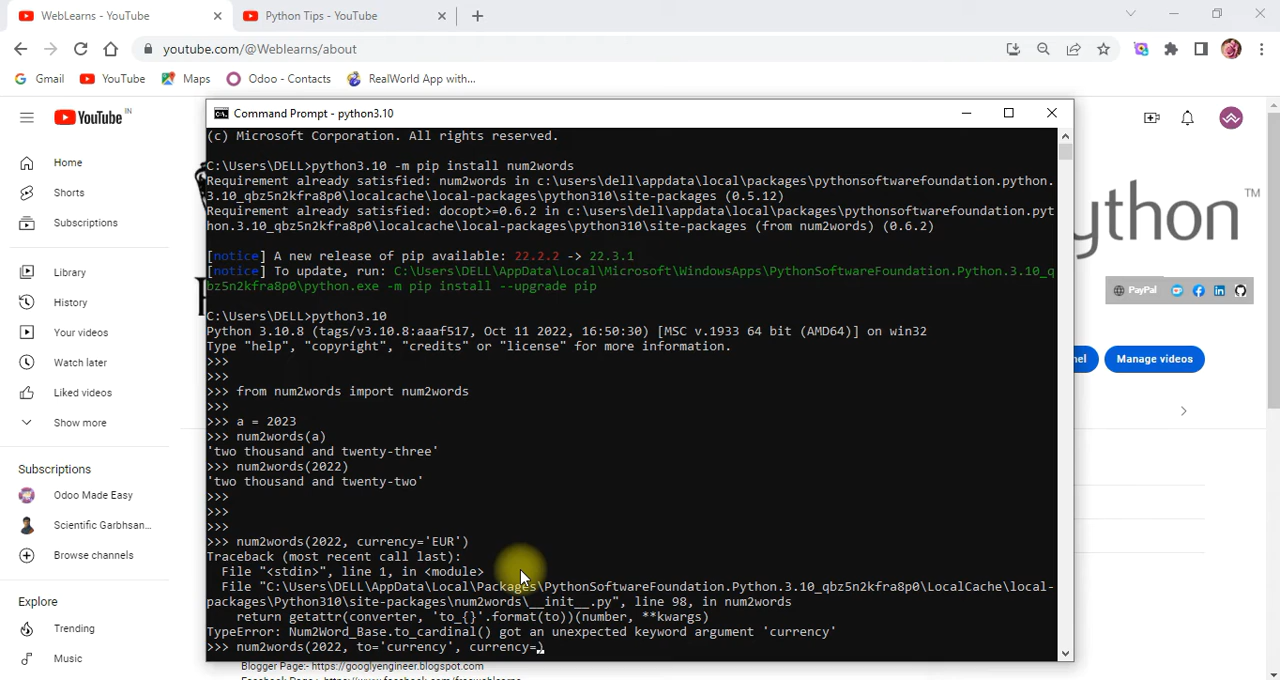 WebLearns - YouTube
Python Tips - YouTube
youtube.com/@Weblearns/about
Gmail
YouTube
Maps
Odoo - Contacts
RealWorld App with...
YouTube IN
Home
Shorts
Subscriptions
Library
History
Your videos
Watch later
Liked videos
Show more
Subscriptions
Odoo Made Easy
Scientific Garbhsan...
Browse channels
Explore
Trending
Music
Command Prompt - python3.10
(c) Microsoft Corporation. All rights reserved.
C:\Users\DELL>python3.10 -m pip install num2words
Requirement already satisfied: num2words in c:\users\dell\appdata\local\packages\pythonsoftwarefoundation.python.
3.10_qbz5n2kfra8p0\localcache\local-packages\python310\site-packages (0.5.12)
Requirement already satisfied: docopt>=0.6.2 in c:\users\dell\appdata\local\packages\pythonsoftwarefoundation.pyt
hon.3.10_qbz5n2kfra8p0\localcache\local-packages\python310\site-packages (from num2words) (0.6.2)
[notice] A new release of pip available: 22.2.2 -> 22.3.1
[notice] To update, run: C:\Users\DELL\AppData\Local\Microsoft\WindowsApps\PythonSoftwareFoundation.Python.3.10_q
bz5n2kfra8p0\python.exe -m pip install --upgrade pip
C:\Users\DELL>python3.10
Python 3.10.8 (tags/v3.10.8:aaaf517, Oct 11 2022, 16:50:30) [MSC v.1933 64 bit (AMD64)] on win32
Type "help", "copyright", "credits" or "license" for more information.
>>>
>>>
>>> from num2words import num2words
>>>
>>> a = 2023
>>> num2words(a)
'two thousand and twenty-three'
>>> num2words(2022)
'two thousand and twenty-two'
>>>
>>>
>>>
>>> num2words(2022, currency='EUR')
Traceback (most recent call last):
File "<stdin>", line 1, in <module>
File "C:\Users\DELL\AppData\Local\Packages\PythonSoftwareFoundation.Python.3.10_qbz5n2kfra8p0\LocalCache\local-
packages\Python310\site-packages\num2words\__init__.py", line 98, in num2words
return getattr(converter, 'to_{}'.format(to))(number, **kwargs)
TypeError: Num2Word_Base.to_cardinal() got an unexpected keyword argument 'currency'
>>> num2words(2022, to='currency', currency=)
ython TM
PayPal
nel
Manage videos
Blogger Page:- https://googlyengineer.blogspot.com